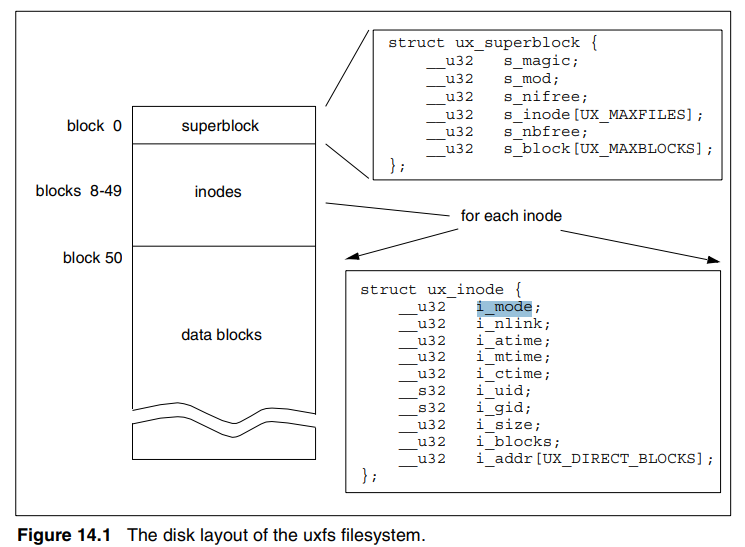 struct ux_superblock {
__u32 s_magic;
__u32 s_mod;
__u32 s_nifree;
__u32 s_inode[UX_MAXFILES];
__u32 s_nbfree;
__u32 s_block[UX_MAXBLOCKS];
};
block 0
superblock
blocks 8-49
inodes
for each inode
block 50
data blocks
struct ux_inode {
__u32 i_mode;
__u32 i_nlink;
__u32 i_atime;
__u32 i_mtime;
__u32 i_ctime;
__s32 i_uid;
__s32 i_gid;
__u32 i_size;
__u32 i_blocks;
__u32 i_addr[UX_DIRECT_BLOCKS];
};
Figure 14.1 The disk layout of the uxfs filesystem.